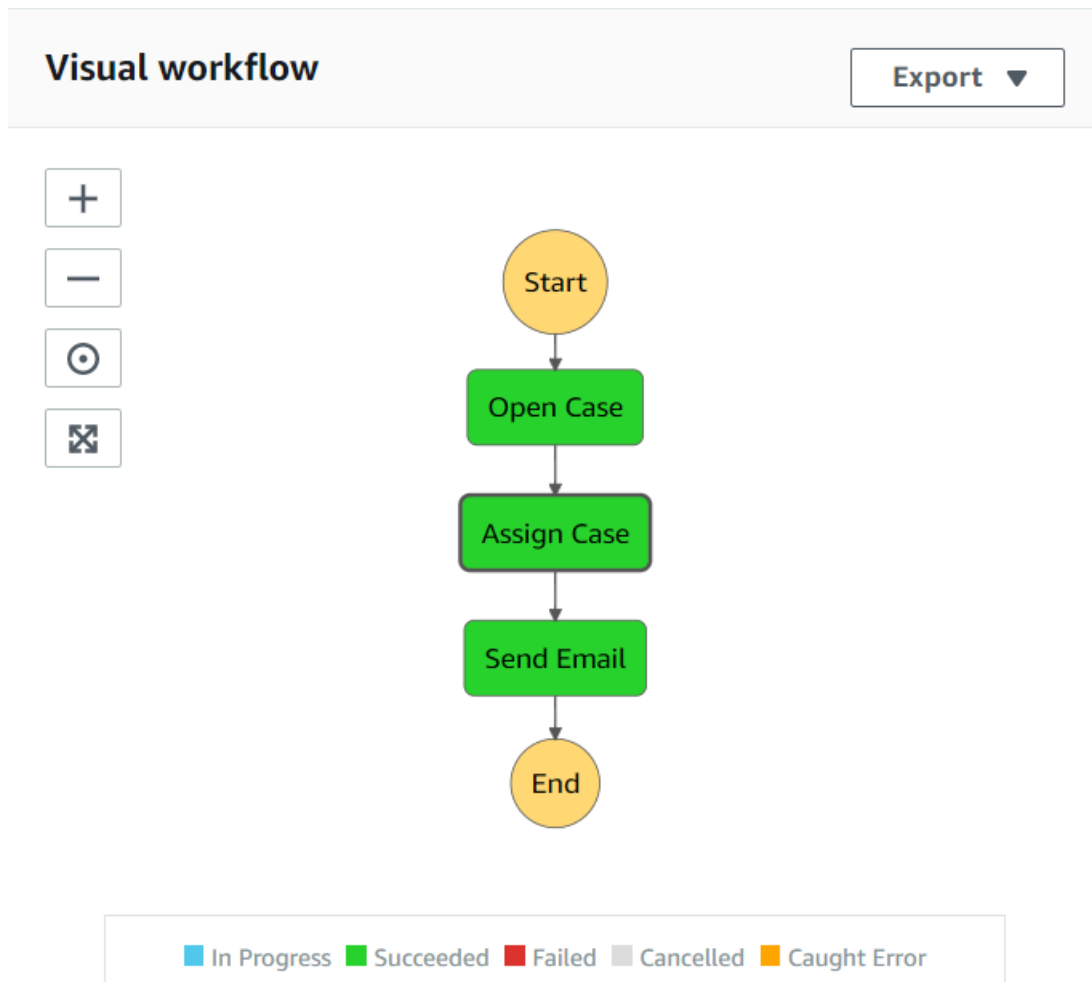 Visual workflow
Export
Start
Open Case
Assign Case
Send Email
End
In Progress Succeeded Failed Cancelled Caught Error